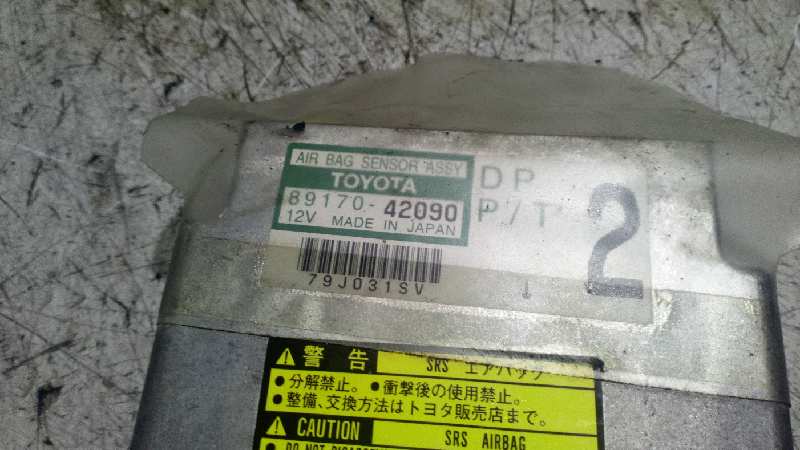 AIR BAG SENSOR ASSY
TOYOTA
89170-42090
12V MADE IN JAPAN
DP
P/T
2
79J031SV
警告 SRS エアバッグ
●分解禁止。●衝撃後の使用禁止。
●整備、交換方法はトヨタ販売店まで。
CAUTION SRS AIRBAG
● DO NOT